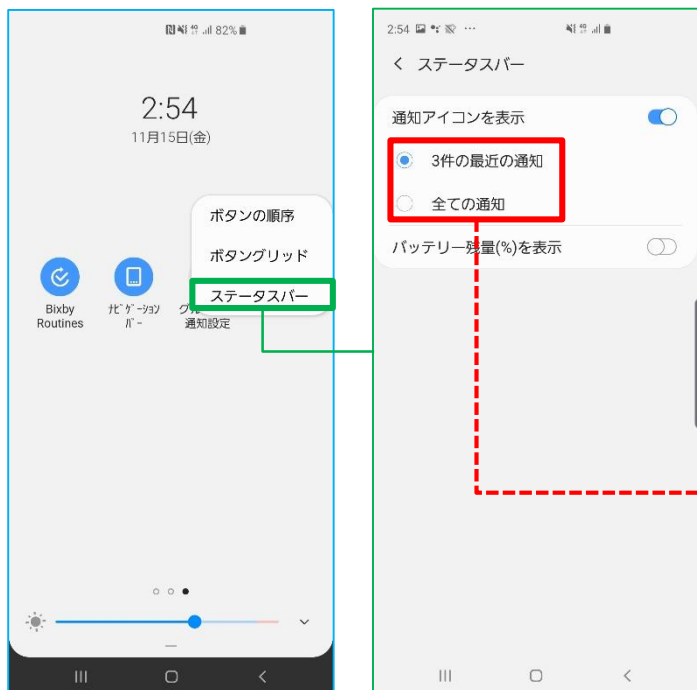 82%
2:54
11月15日(金)
ボタンの順序
ボタングリッド
ステータスバー
Bixby
Routines
ﾅﾋﾞｹﾞｰｼｮﾝ
ﾊﾞｰ
通知設定
2:54
ステータスバー
通知アイコンを表示
3件の最近の通知
全ての通知
バッテリー残量(%)を表示